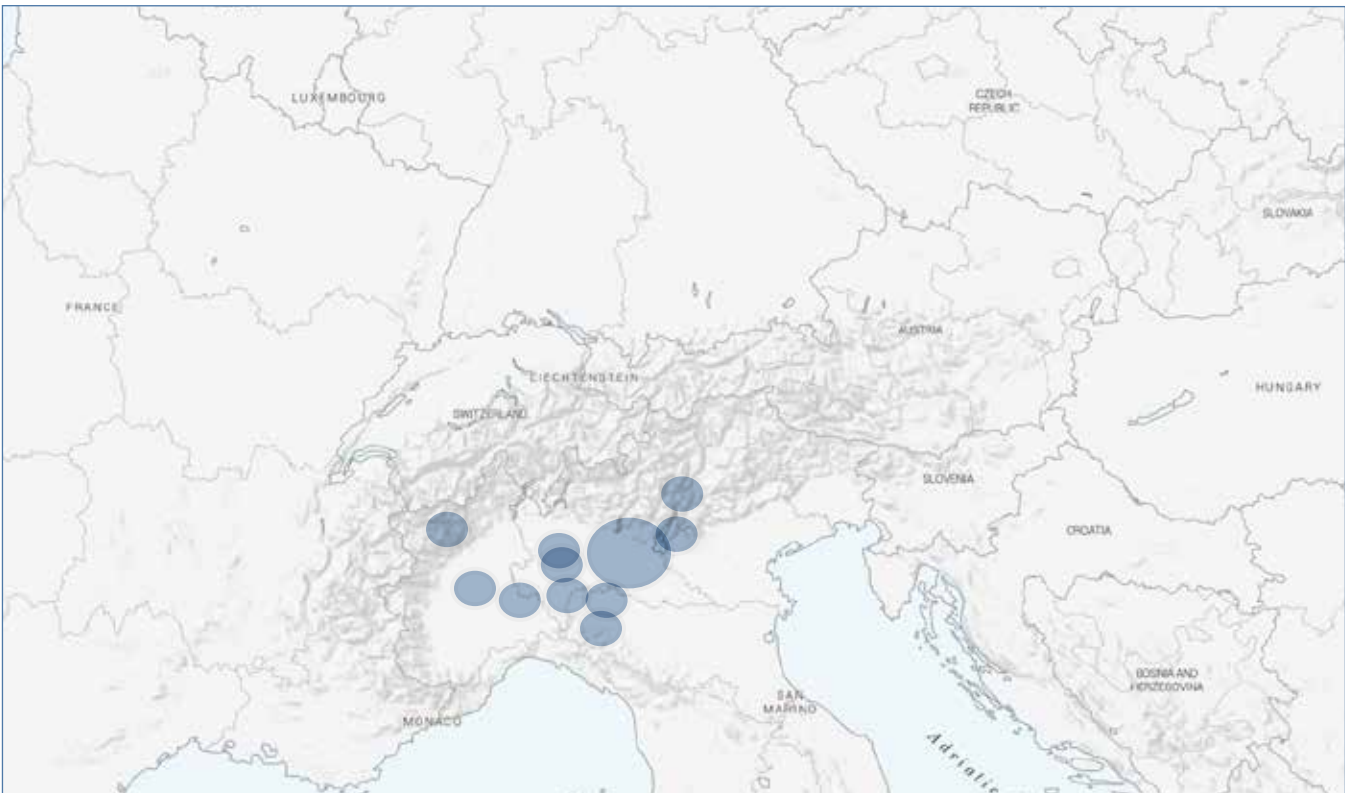 LUXEMBOURG
CZECH
REPUBLIC
SLOVAKIA
FRANCE
AUSTRIA
LIECHTENSTEIN
HUNGARY
SWITZERLAND
SLOVENIA
CROATIA
BOSNIA AND
HERZEGOVINA
SAN
MARINO
MONACO
Adriatic